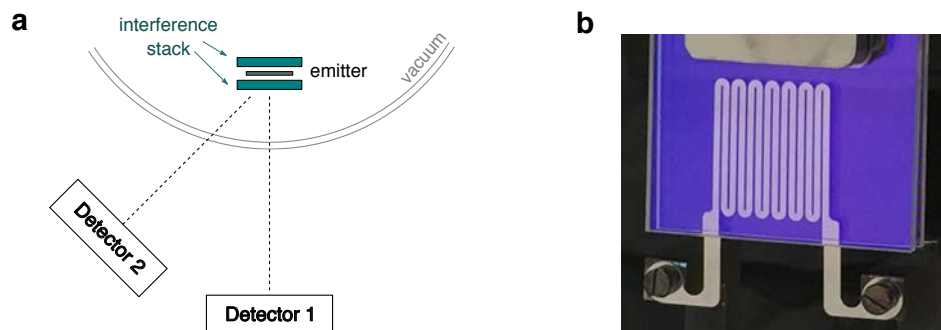 a
interference
stack
emitter
vacuum
Detector 2
Detector 1
b